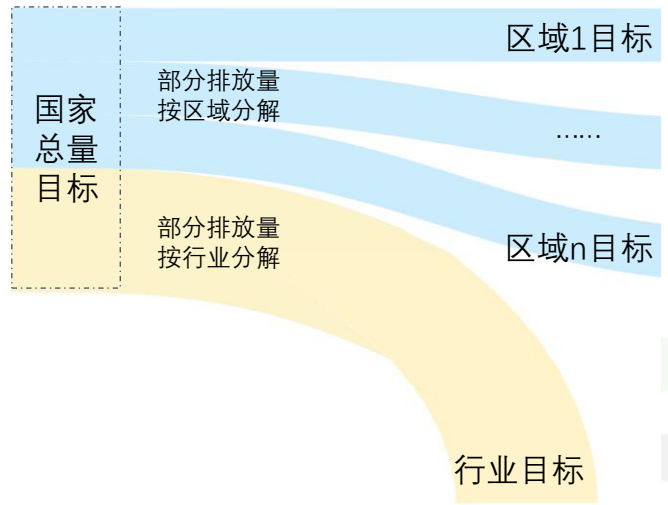 区域1目标
部分排放量
按区域分解
国家
总量
目标
……
部分排放量
按行业分解
区域n目标
行业目标